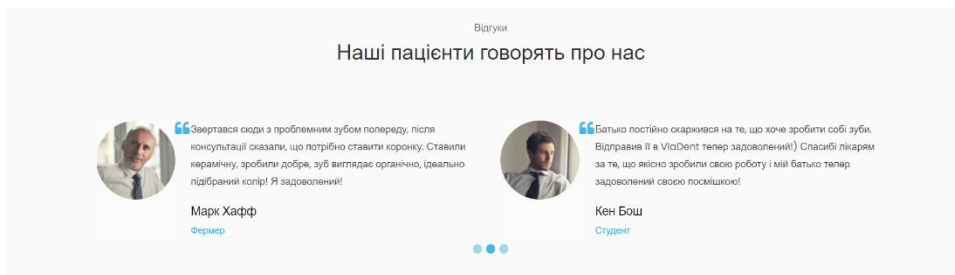 Відгуки
Наші пацієнти говорять про нас
Звертався сюди з проблемним зубом попереду, після
консультації сказали, що потрібно ставити коронку. Ставили
керамічну, зробили добре, зуб виглядає органічно, ідеально
підібраний колір! Я задоволений!
Марк Хафф
Фермер
Батько постійно скаржився на те, що хоче зробити собі зуби.
Відправив її в VlaDent тепер задоволений!) Спасибі лікарям
за те, що якісно зробили свою роботу і мій батько тепер
задоволений своєю посмішкою!
Кен Бош
Студент